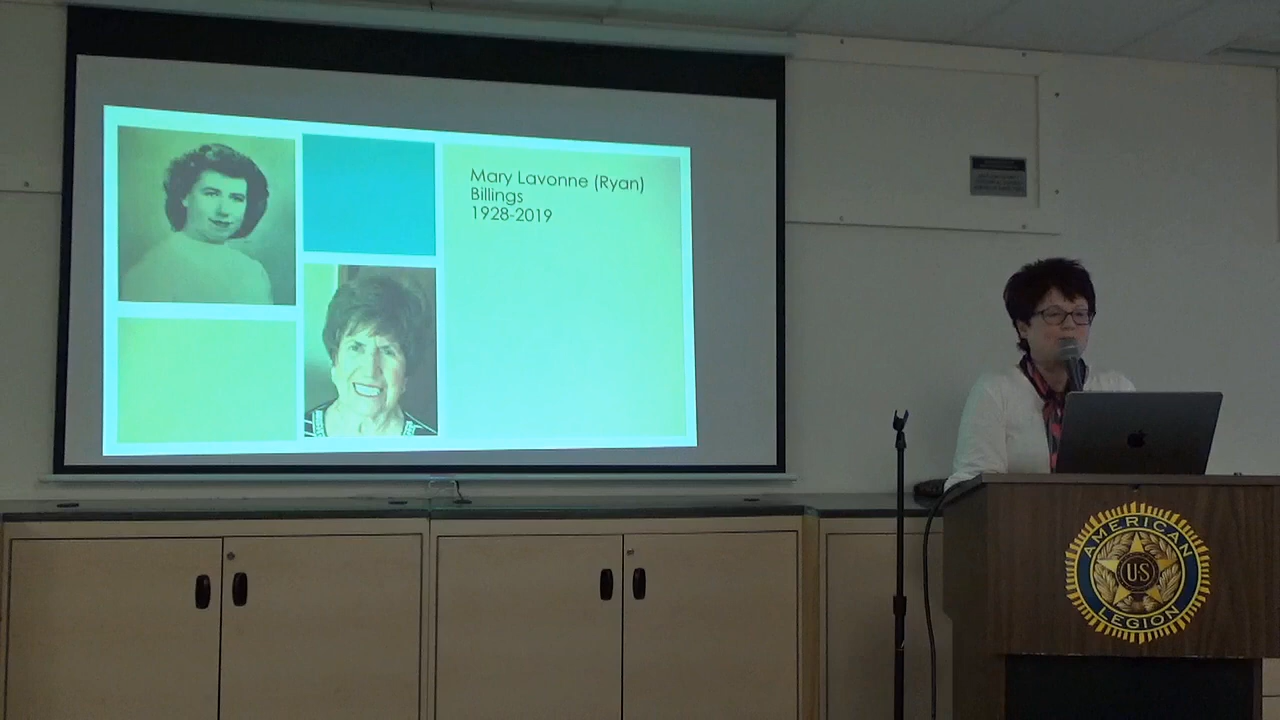 Mary Lavonne (Ryan)
Billings
1928-2019
AMERICAN
US
LEGION